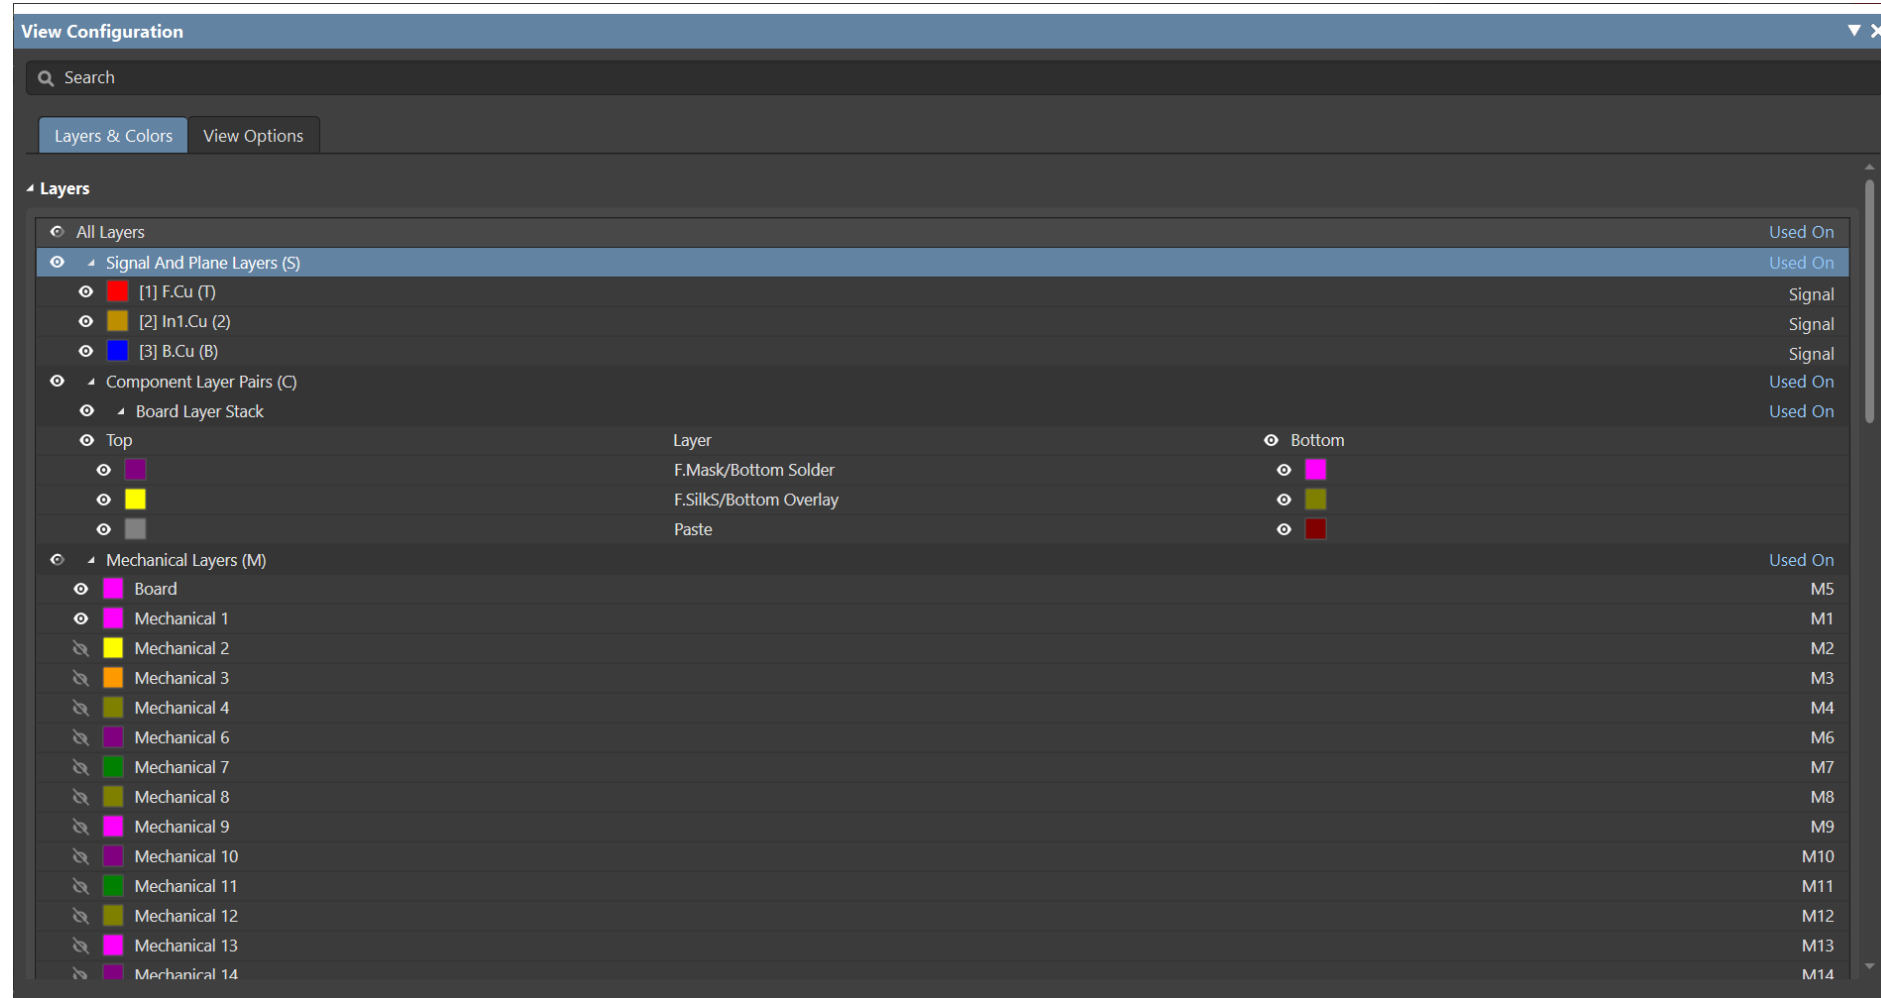 View Configuration
Search
Layers & Colors View Options
Layers
All Layers Used On
Signal And Plane Layers (S) Used On
[1] F.Cu (T) Signal
[2] In1.Cu (2) Signal
[3] B.Cu (B) Signal
Component Layer Pairs (C) Used On
Board Layer Stack Used On
Top Layer Bottom
F.Mask/Bottom Solder
F.SilkS/Bottom Overlay
Paste
Mechanical Layers (M) Used On
Board M5
Mechanical 1 M1
Mechanical 2 M2
Mechanical 3 M3
Mechanical 4 M4
Mechanical 6 M6
Mechanical 7 M7
Mechanical 8 M8
Mechanical 9 M9
Mechanical 10 M10
Mechanical 11 M11
Mechanical 12 M12
Mechanical 13 M13
Mechanical 14 M14